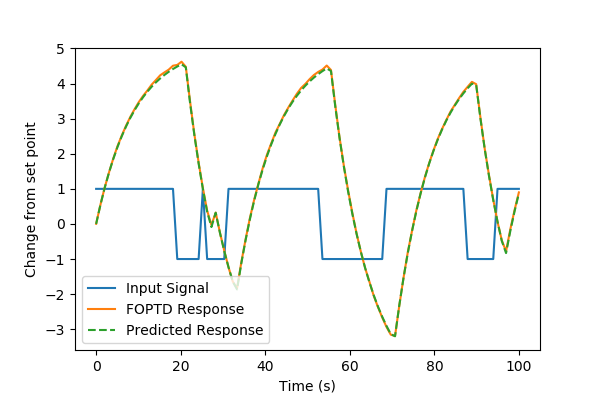 Change from set point
5
4
3
2
1
0
−1
−2
−3
Input Signal
FOPTD Response
Predicted Response
0 20 40 60 80 100
Time (s)